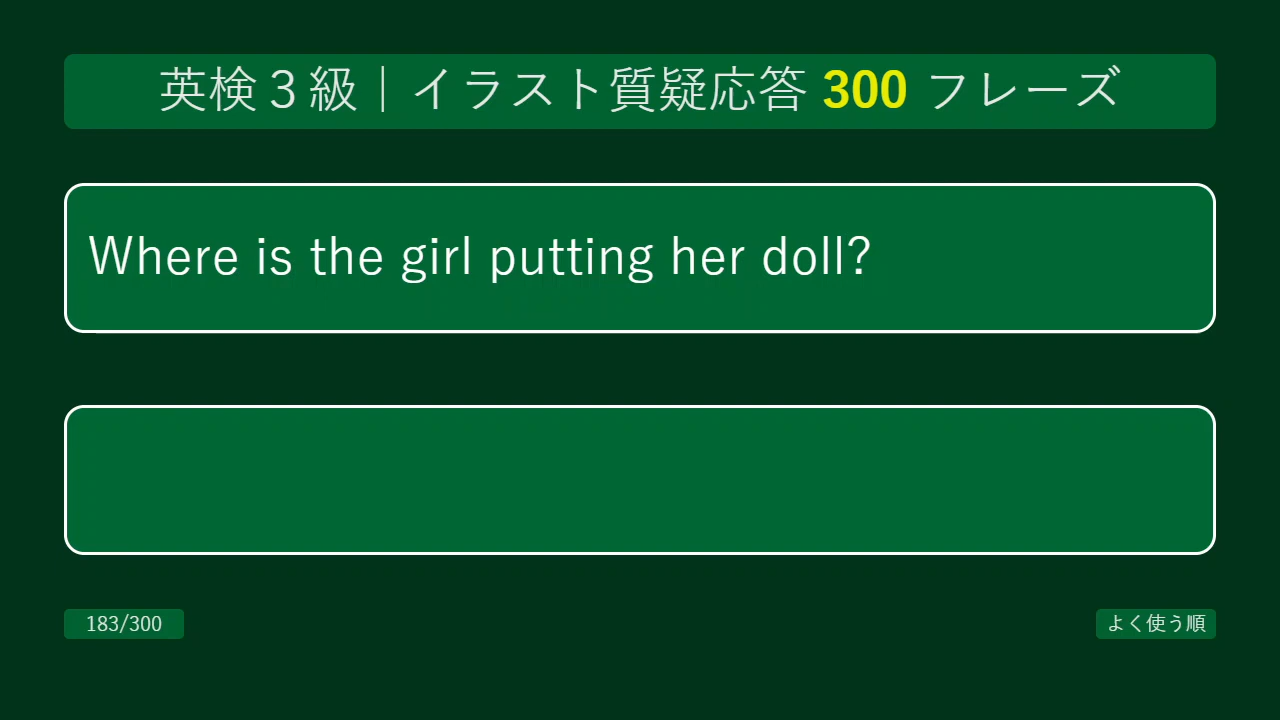 英検３級｜イラスト質疑応答 300 フレーズ
Where is the girl putting her doll?
183/300
よく使う順